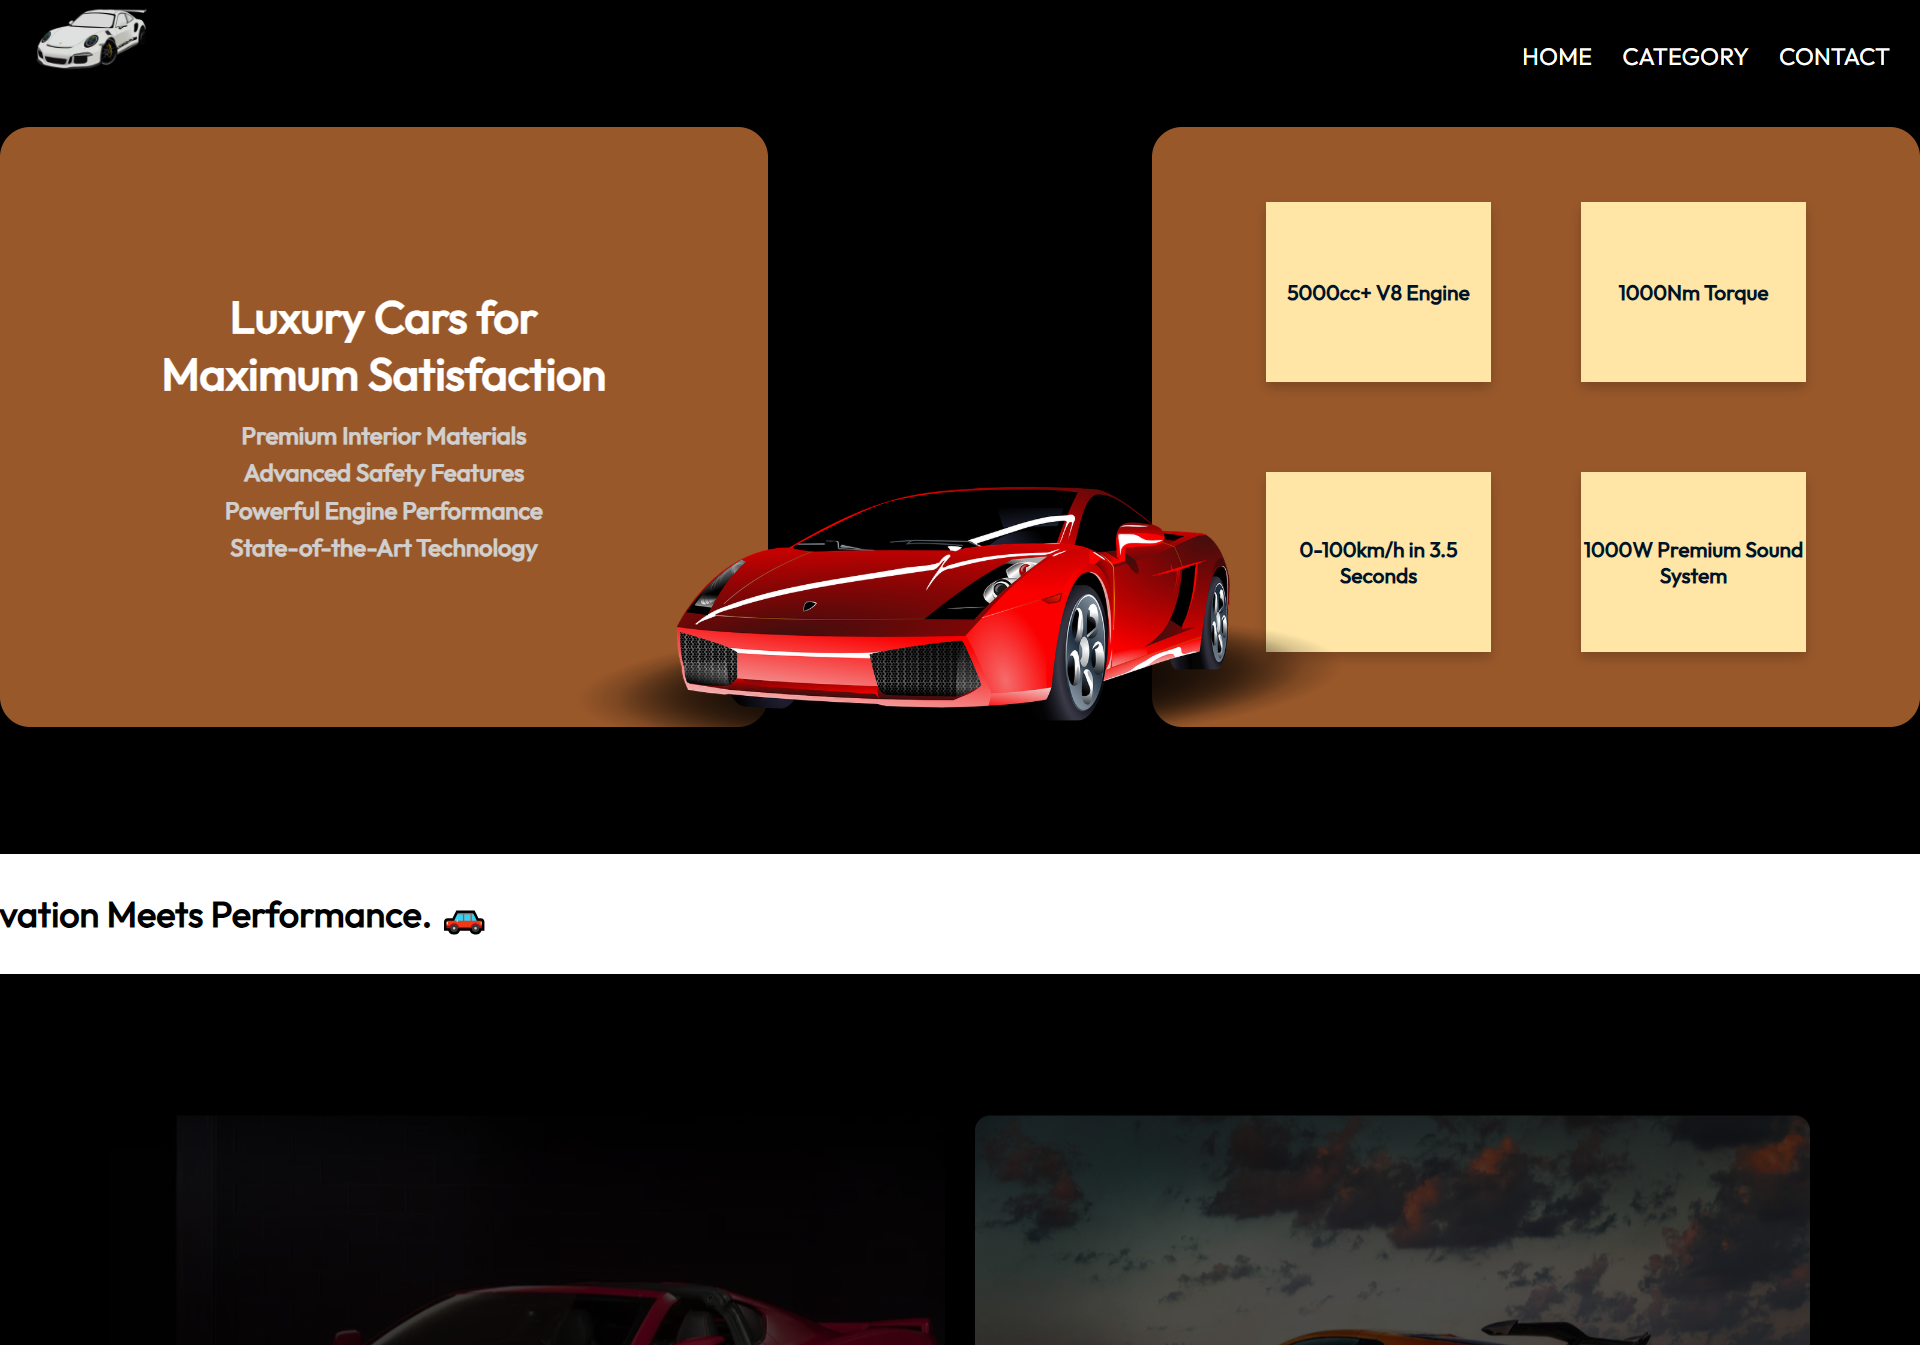 HOME CATEGORY CONTACT
Luxury Cars for
Maximum Satisfaction
Premium Interior Materials
Advanced Safety Features
Powerful Engine Performance
State-of-the-Art Technology
5000cc+ V8 Engine
1000Nm Torque
0-100km/h in 3.5
Seconds
1000W Premium Sound
System
vation Meets Performance. 🚗